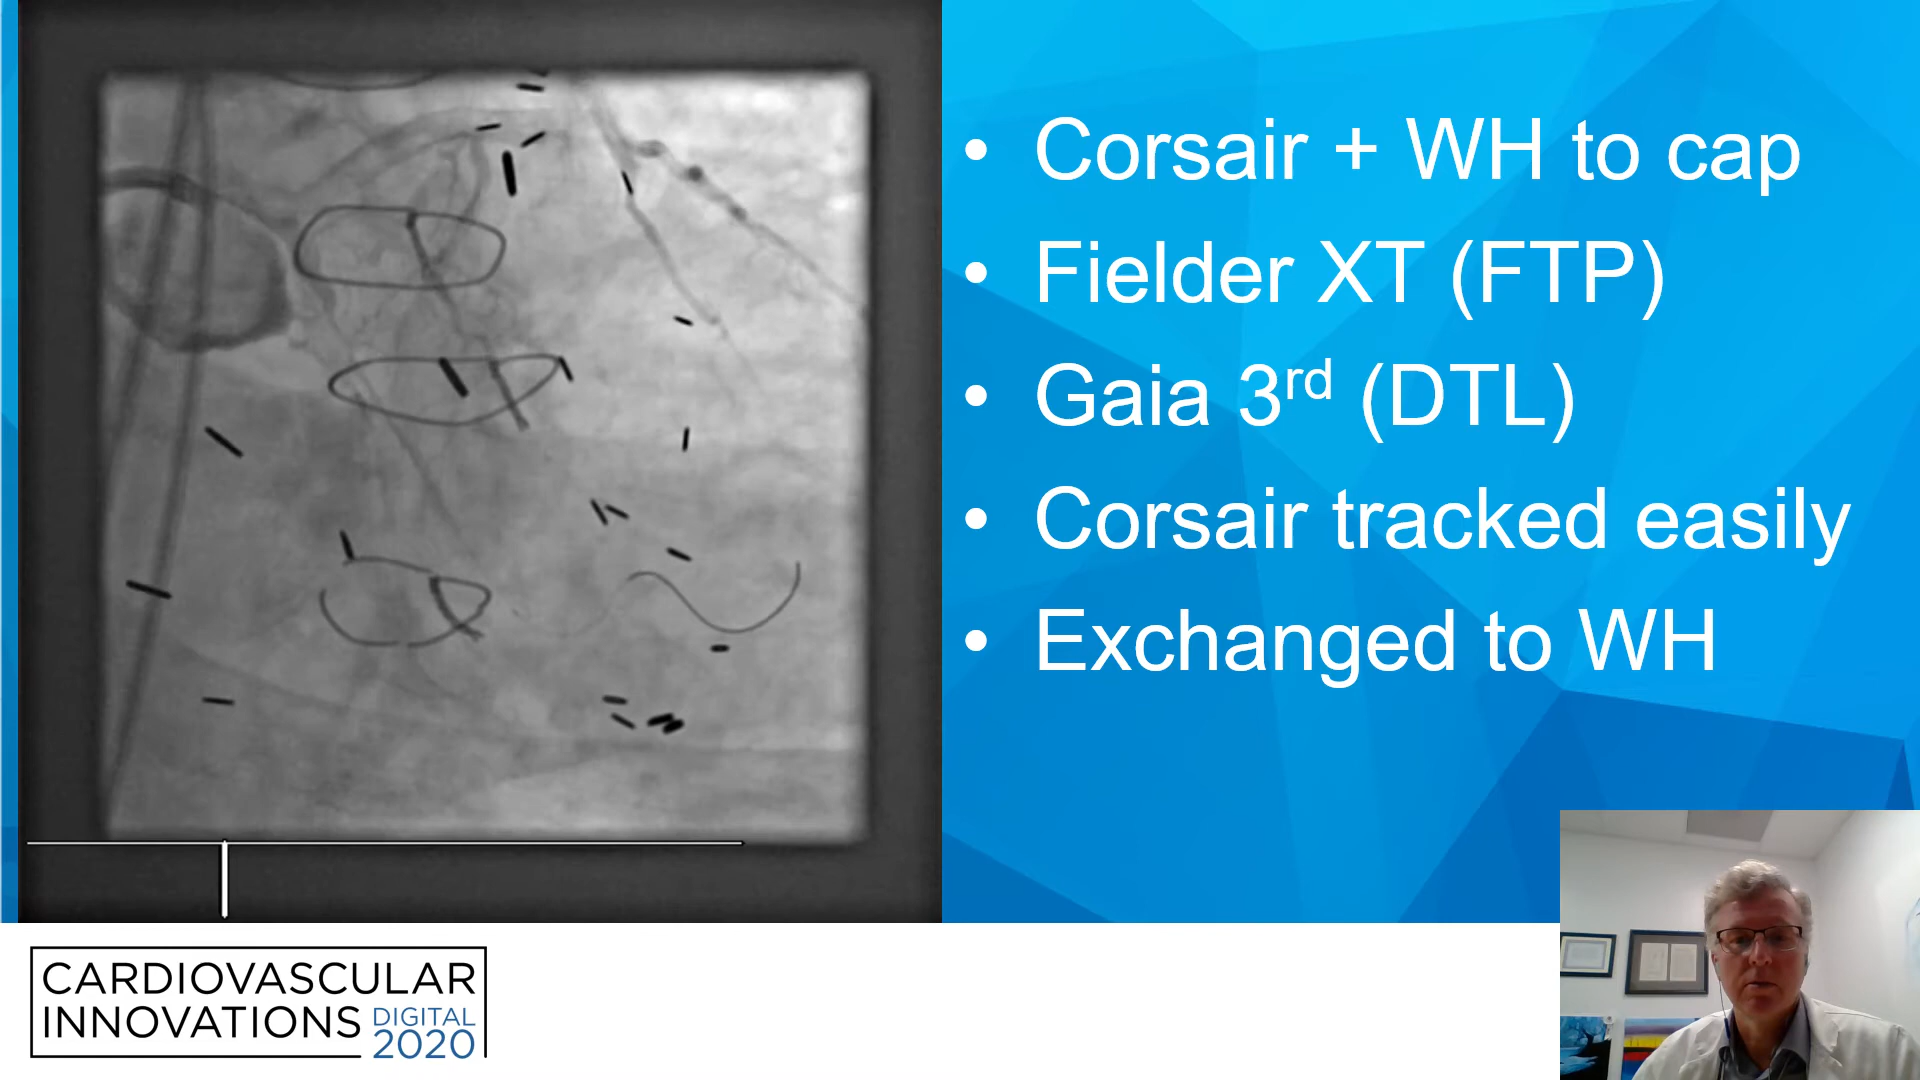 • Corsair + WH to cap
• Fielder XT (FTP)
• Gaia 3rd (DTL)
• Corsair tracked easily
• Exchanged to WH
CARDIOVASCULAR
INNOVATIONS DIGITAL
2020